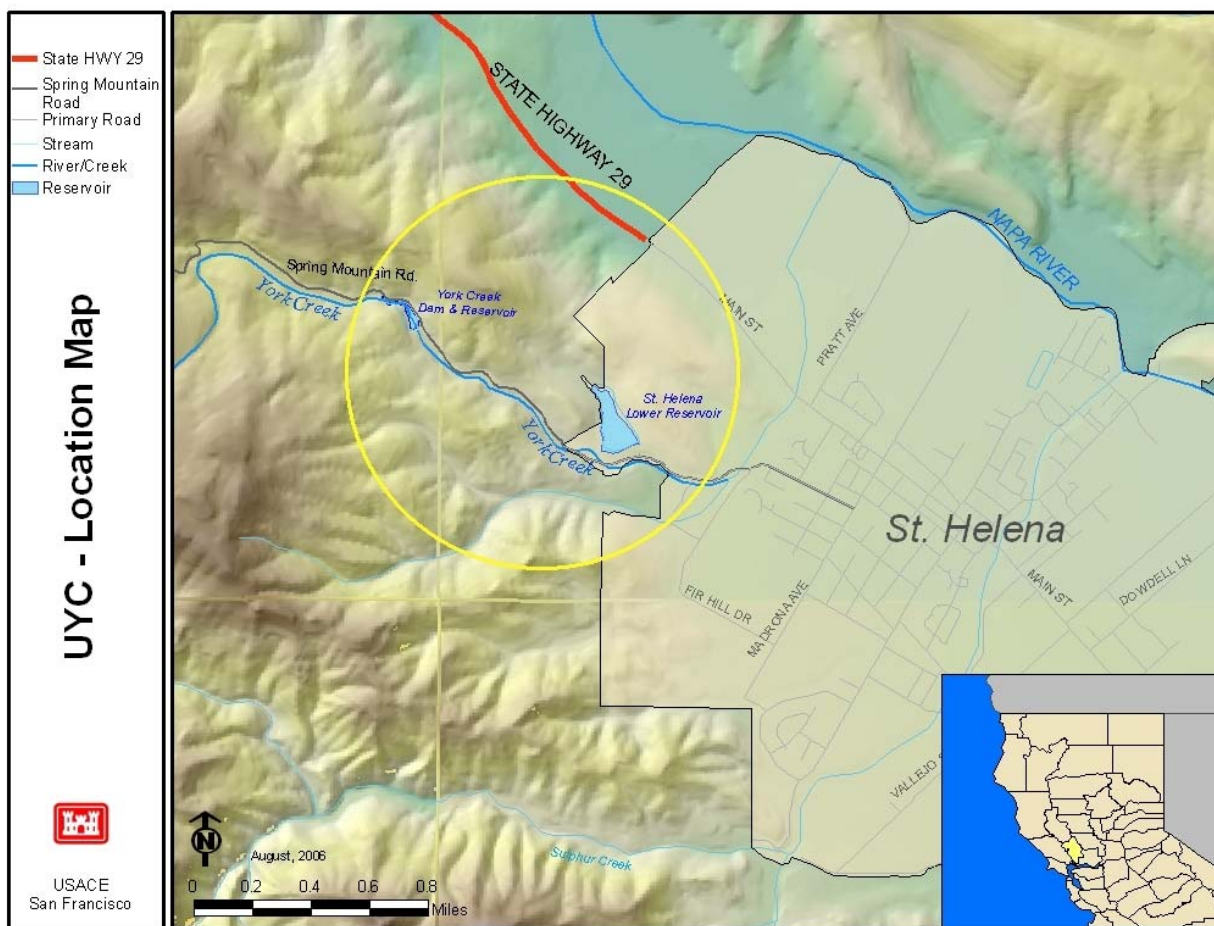 State HWY 29
Spring Mountain
Road
Primary Road
Stream
River/Creek
Reservoir
UYC - Location Map
USACE
San Francisco
STATE HIGHWAY 29
NAPA RIVER
Spring Mountain Rd.
York Creek
York Creek
Dam & Reservoir
MAIN ST
PRATT AVE
St. Helena
Lower Reservoir
York Creek
St. Helena
MAIN ST
DOWDELL LN
FIR HILL DR
MADRONA AVE
VALLEJO
Sulphur Creek
N
August, 2006
0 0.2 0.4 0.6 0.8
Miles